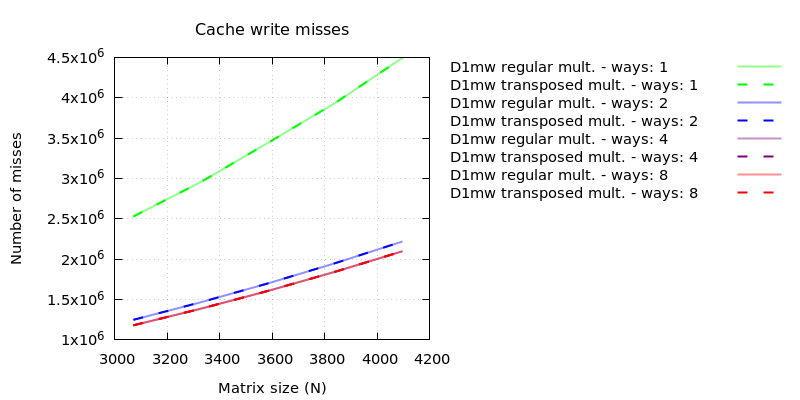 Cache write misses
4.5x10^6
4x10^6
3.5x10^6
3x10^6
2.5x10^6
2x10^6
1.5x10^6
1x10^6
Number of misses
3000 3200 3400 3600 3800 4000 4200
Matrix size (N)
D1mw regular mult. - ways: 1
D1mw transposed mult. - ways: 1
D1mw regular mult. - ways: 2
D1mw transposed mult. - ways: 2
D1mw regular mult. - ways: 4
D1mw transposed mult. - ways: 4
D1mw regular mult. - ways: 8
D1mw transposed mult. - ways: 8